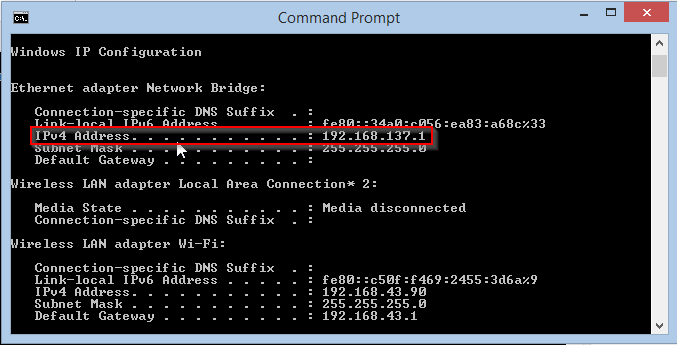 Command Prompt
Windows IP Configuration
Ethernet adapter Network Bridge:
Connection-specific DNS Suffix . :
Link-local IPv6 Address . . . . . : fe80::34a0:c056:ea83:a68c%33
IPv4 Address. . . . . . . . . . . : 192.168.137.1
Subnet Mask . . . . . . . . . . . : 255.255.255.0
Default Gateway . . . . . . . . . :
Wireless LAN adapter Local Area Connection* 2:
Media State . . . . . . . . . . . : Media disconnected
Connection-specific DNS Suffix . :
Wireless LAN adapter Wi-Fi:
Connection-specific DNS Suffix . :
Link-local IPv6 Address . . . . . : fe80::c50f:f469:2455:3d6a%9
IPv4 Address. . . . . . . . . . . : 192.168.43.90
Subnet Mask . . . . . . . . . . . : 255.255.255.0
Default Gateway . . . . . . . . . : 192.168.43.1